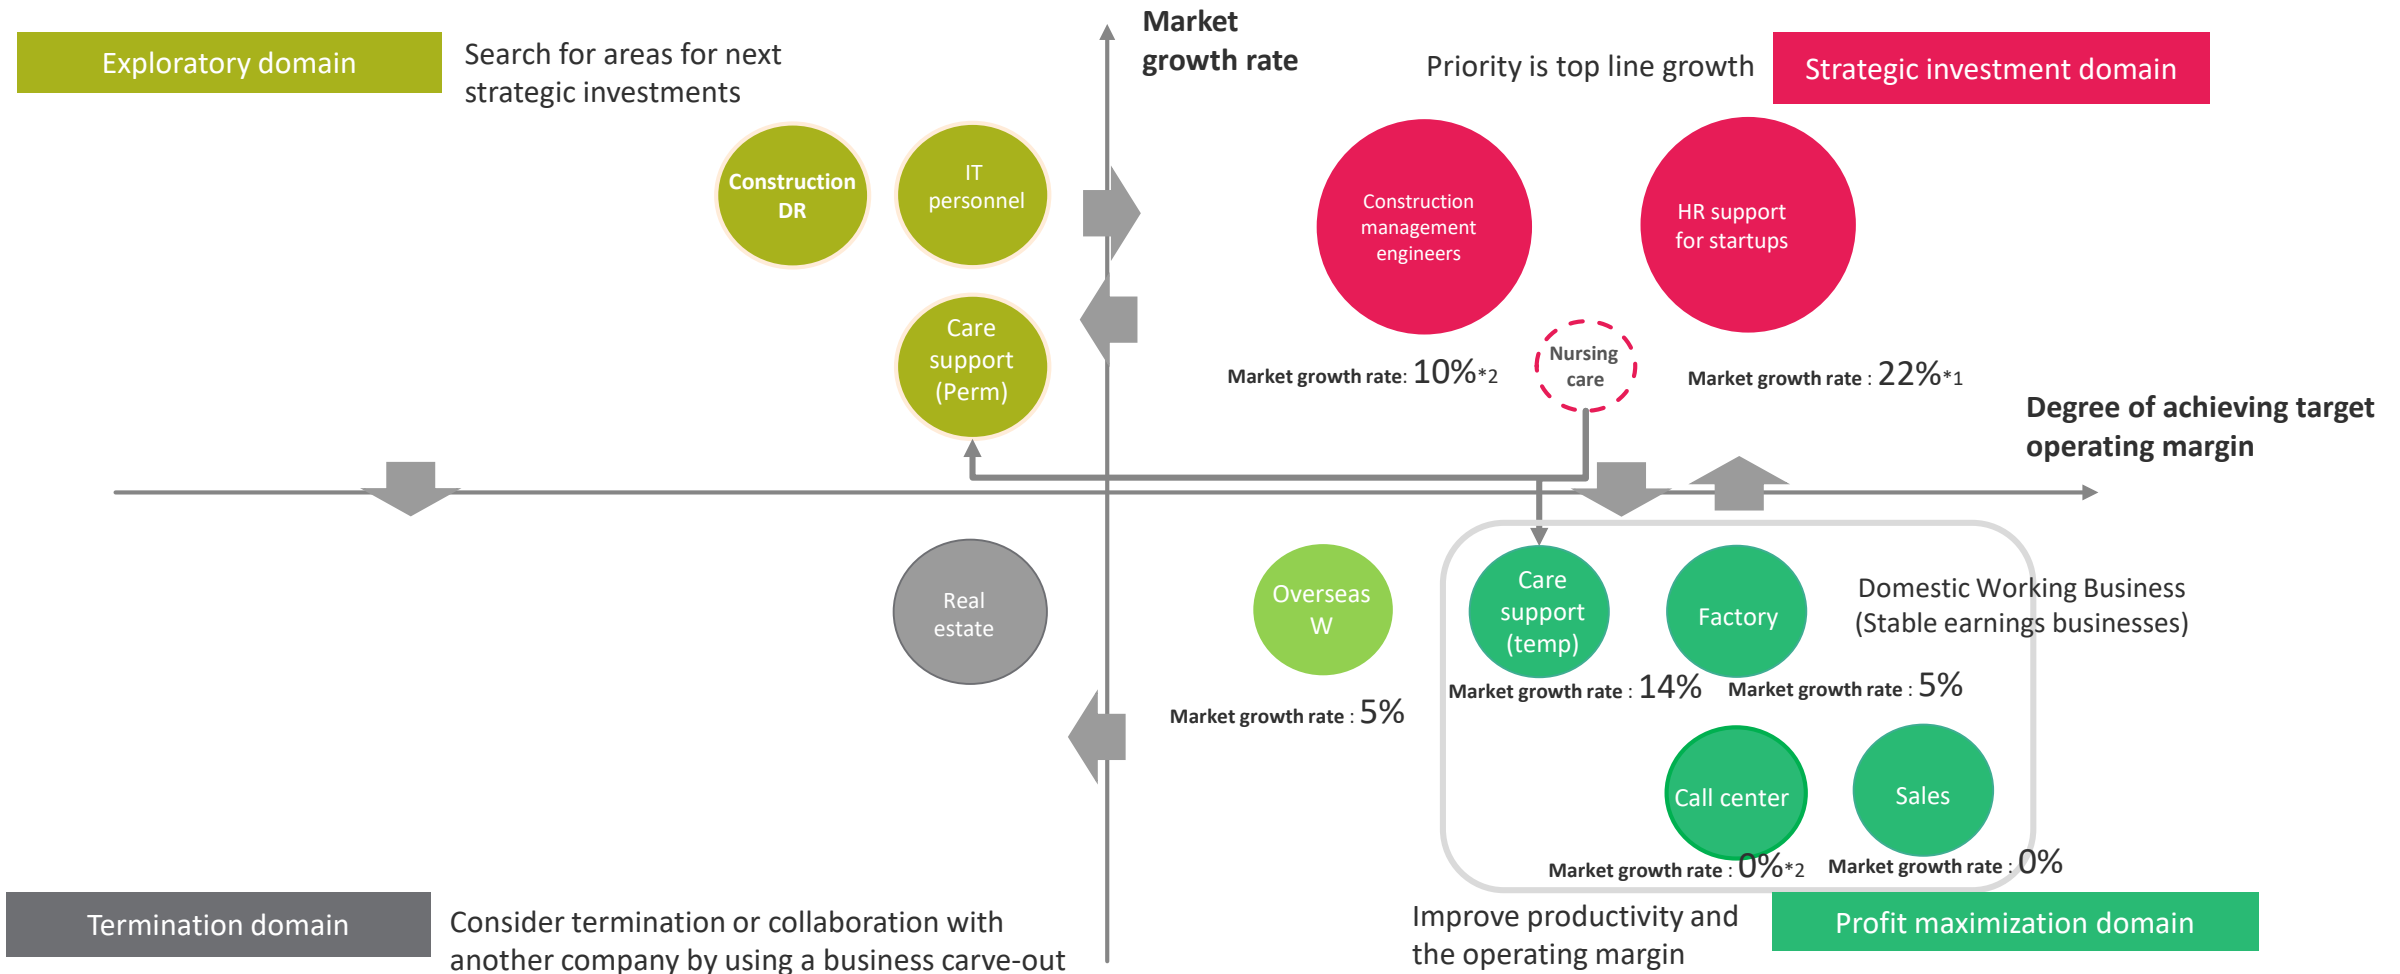 Market
growth rate
Exploratory domain
Search for areas for next
strategic investments
Priority is top line growth
Strategic investment domain
Construction
DR
IT
personnel
Care
support
(Perm)
Construction
management
engineers
HR support
for startups
Nursing
care
Market growth rate: 10%*2
Market growth rate : 22%*1
Degree of achieving target
operating margin
Real
estate
Overseas
W
Market growth rate : 5%
Care
support
(temp)
Market growth rate : 14%
Factory
Market growth rate : 5%
Domestic Working Business
(Stable earnings businesses)
Call center
Market growth rate : 0%*2
Sales
Market growth rate : 0%
Termination domain
Consider termination or collaboration with
another company by using a business carve-out
Improve productivity and
the operating margin
Profit maximization domain